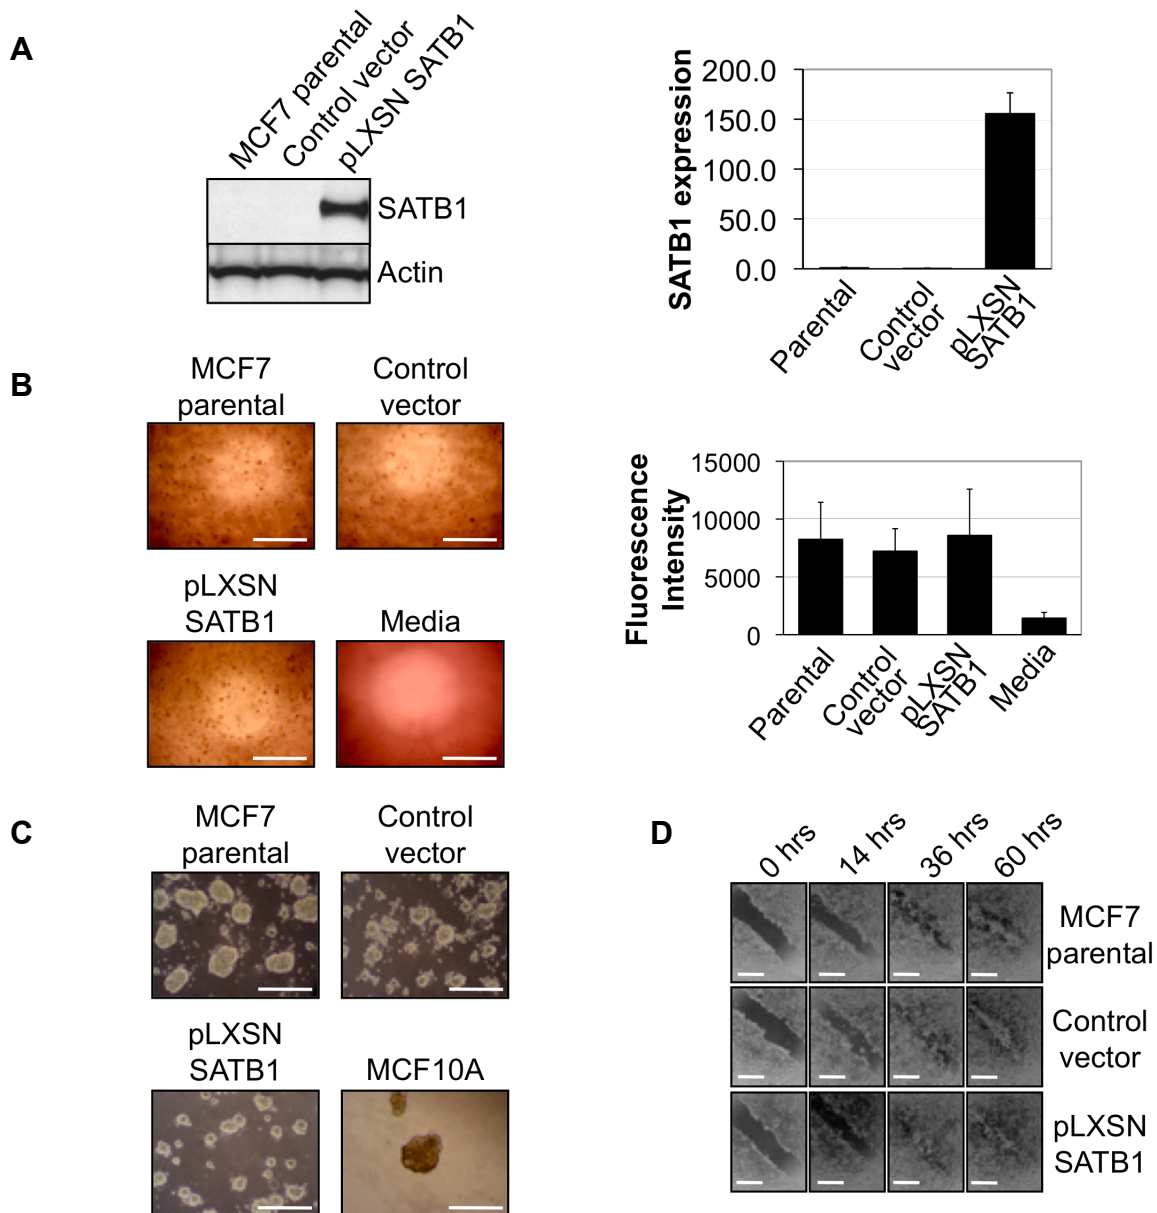 A
MCF7 parental
Control vector
pLXSN SATB1
SATB1
Actin
SATB1 expression
200.0
150.0
100.0
50.0
0.0
Parental
Control
vector
pLXSN
SATB1
B
MCF7
parental
Control
vector
pLXSN
SATB1
Media
Fluorescence
Intensity
15000
10000
5000
0
Parental
Control
vector
pLXSN
SATB1
Media
C
MCF7
parental
Control
vector
pLXSN
SATB1
MCF10A
D
0 hrs
14 hrs
36 hrs
60 hrs
MCF7
parental
Control
vector
pLXSN
SATB1